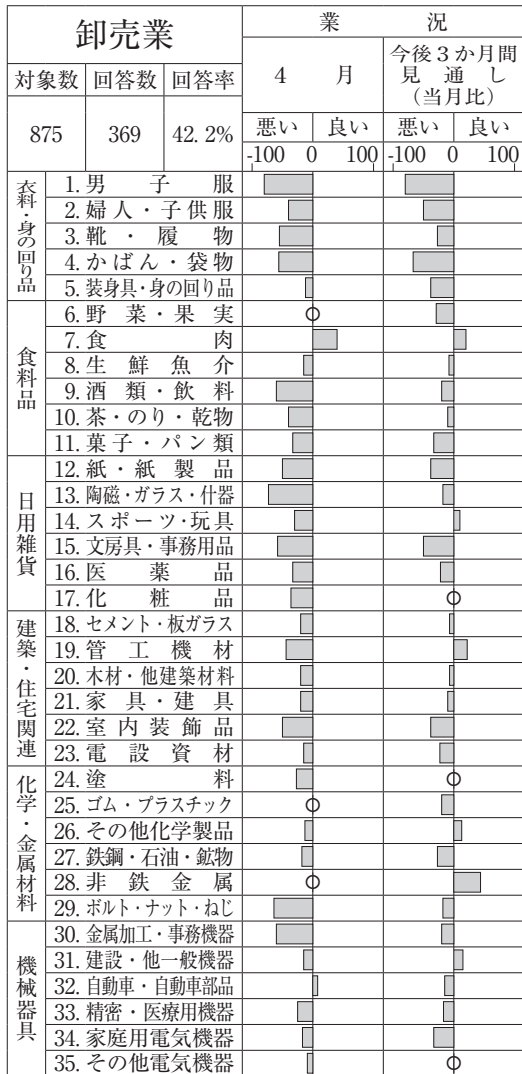 卸売業
業況
対象数 回答数 回答率
4月
今後3か月間
見通し
(当月比)
875 369 42.2%
悪い 良い 悪い 良い
-100 0 100 -100 0 100
衣料・身の回り品
1. 男子服
2. 婦人・子供服
3. 靴・履物
4. かばん・袋物
5. 装身具・身の回り品
食料品
6. 野菜・果実
7. 食肉
8. 生鮮魚介
9. 酒類・飲料
10. 茶・のり・乾物
11. 菓子・パン類
日用雑貨
12. 紙・紙製品
13. 陶磁・ガラス・什器
14. スポーツ・玩具
15. 文房具・事務用品
16. 医薬品
17. 化粧品
建築・住宅関連
18. セメント・板ガラス
19. 管工機材
20. 木材・他建築材料
21. 家具・建具
22. 室内装飾品
23. 電設資材
化学・金属材料
24. 塗料
25. ゴム・プラスチック
26. その他化学製品
27. 鉄鋼・石油・鉱物
28. 非鉄金属
29. ボルト・ナット・ねじ
機械器具
30. 金属加工・事務機器
31. 建設・他一般機器
32. 自動車・自動車部品
33. 精密・医療用機器
34. 家庭用電気機器
35. その他電気機器